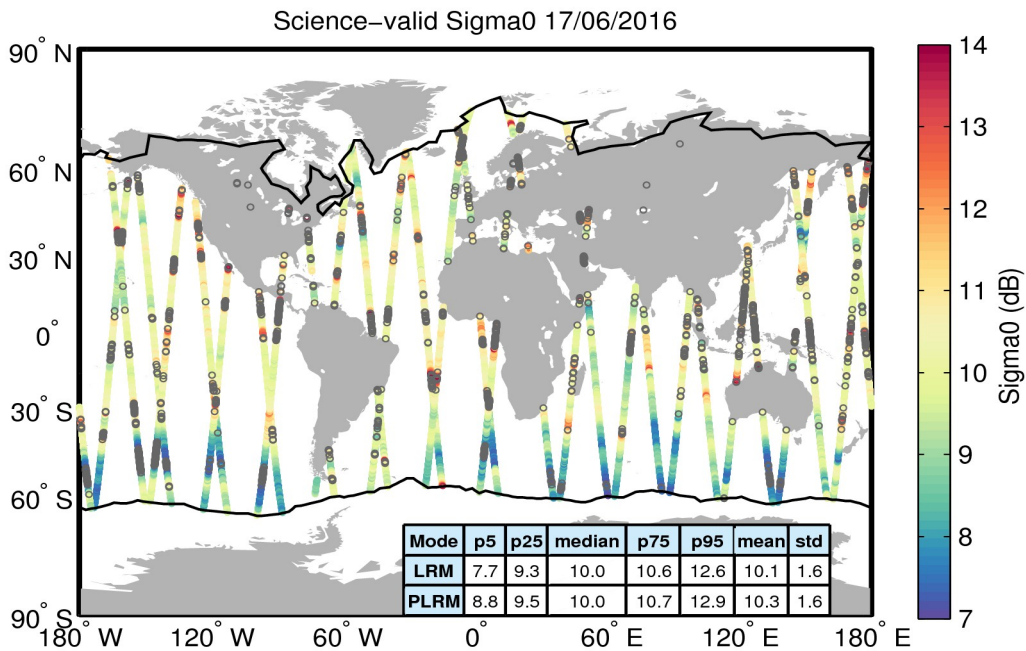 Science−valid Sigma0 17/06/2016
90° N
60° N
30° N
0°
30° S
60° S
90° S
180° W
120° W
60° W
0°
60° E
120° E
180° E
14
13
12
11
10
9
8
7
Sigma0 (dB)
Mode p5 p25 median p75 p95 mean std
LRM 7.7 9.3 10.0 10.6 12.6 10.1 1.6
PLRM 8.8 9.5 10.0 10.7 12.9 10.3 1.6